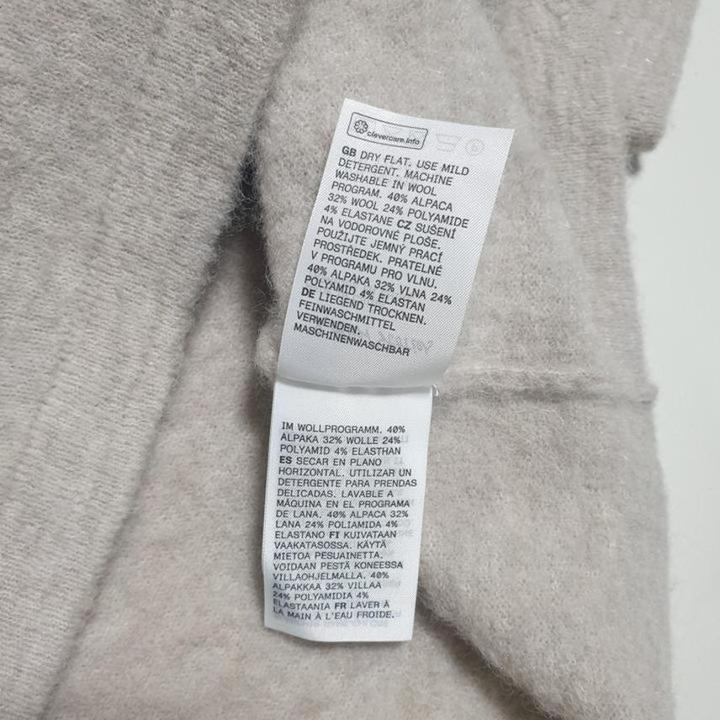 clevercare.info
GB DRY FLAT. USE MILD
DETERGENT. MACHINE
WASHABLE IN WOOL
PROGRAM. 40% ALPACA
32% WOOL 24% POLYAMIDE
4% ELASTANE CZ SUŠENÍ
NA VODOROVNÉ PLOŠE.
POUŽIJTE JEMNÝ PRACÍ
PROSTŘEDEK. PRATELNÉ
V PROGRAMU PRO VLNU.
40% ALPAKA 32% VLNA 24%
POLYAMID 4% ELASTAN
DE LIEGEND TROCKNEN.
FEINWASCHMITTEL
VERWENDEN.
MASCHINENWASCHBAR
IM WOLLPROGRAMM. 40%
ALPAKA 32% WOLLE 24%
POLYAMID 4% ELASTHAN
ES SECAR EN PLANO
HORIZONTAL. UTILIZAR UN
DETERGENTE PARA PRENDAS
DELICADAS. LAVABLE A
MÁQUINA EN EL PROGRAMA
DE LANA. 40% ALPACA 32%
LANA 24% POLIAMIDA 4%
ELASTANO FI KUIVATAAN
VAAKATASOSSA. KÄYTÄ
MIETOA PESUAINETTA.
VOIDAAN PESTÄ KONEESSA
VILLAOHJELMALLA. 40%
ALPAKKAA 32% VILLAA
24% POLYAMIDIA 4%
ELASTAANIA FR LAVER À
LA MAIN À L'EAU FROIDE.